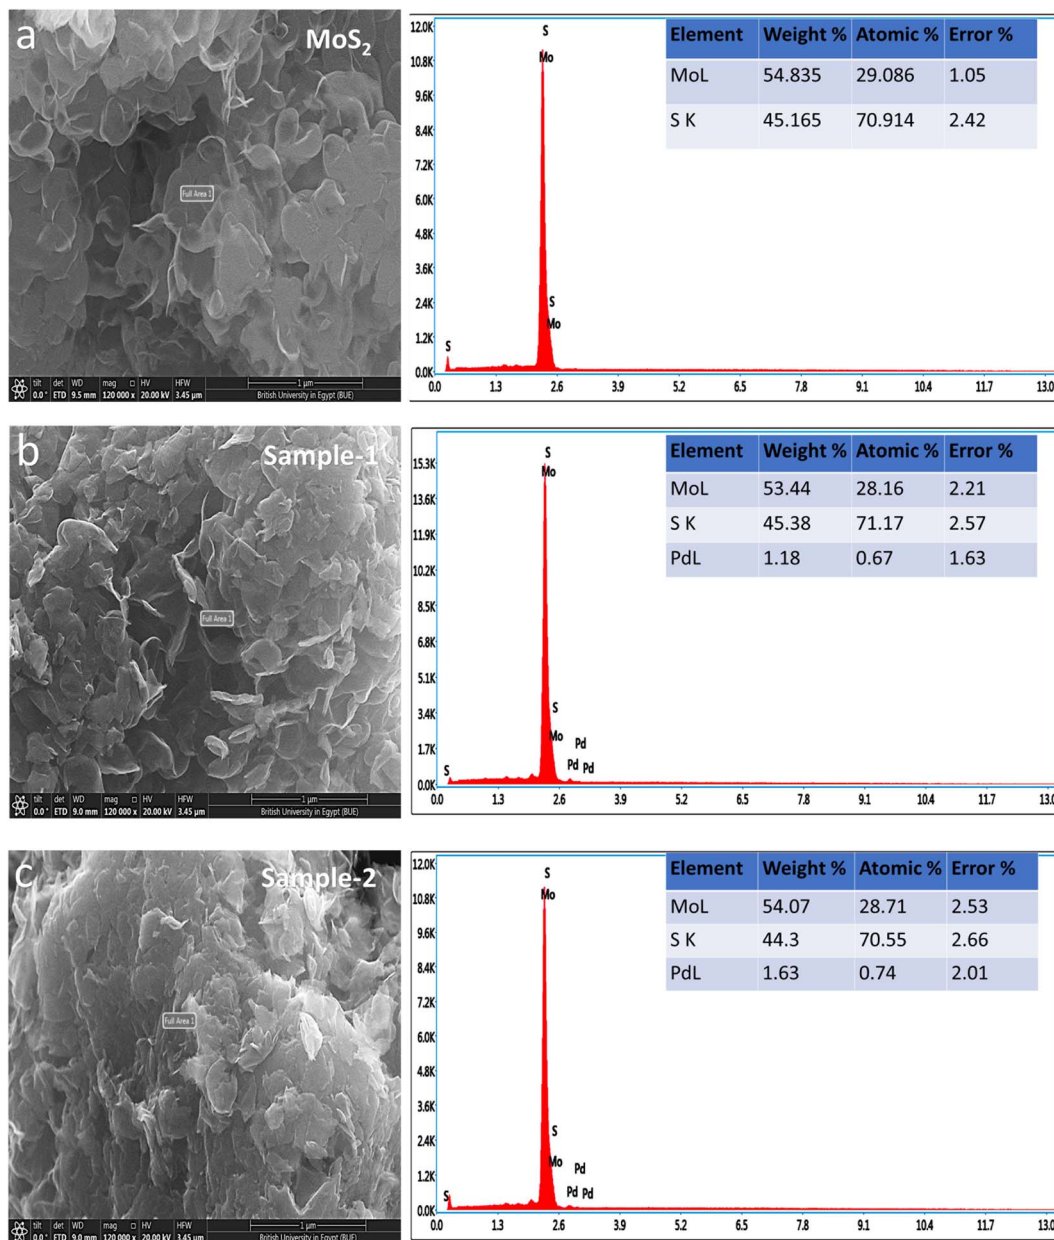 a
MoS₂
Full Area 1
tilt det WD mag □ HV HFW 1 µm
0.0 ° ETD 9.5 mm 120 000 x 20.00 kV 3.45 µm British University in Egypt (BUE)
12.0K
10.8K
9.6K
8.4K
7.2K
6.0K
4.8K
3.6K
2.4K
1.2K
0.0K
S
Mo
S
Mo
S
0.0 1.3 2.6 3.9 5.2 6.5 7.8 9.1 10.4 11.7 13.0
Element Weight % Atomic % Error %
MoL 54.835 29.086 1.05
S K 45.165 70.914 2.42
b
Sample-1
Full Area 1
tilt det WD mag □ HV HFW 1 µm
0.0 ° ETD 9.0 mm 120 000 x 20.00 kV 3.45 µm British University in Egypt (BUE)
15.3K
13.6K
11.9K
10.2K
8.5K
6.8K
5.1K
3.4K
1.7K
0.0K
S
Mo
S
Mo
Pd
Pd Pd
S
0.0 1.3 2.6 3.9 5.2 6.5 7.8 9.1 10.4 11.7 13.0
Element Weight % Atomic % Error %
MoL 53.44 28.16 2.21
S K 45.38 71.17 2.57
PdL 1.18 0.67 1.63
c
Sample-2
Full Area 1
tilt det WD mag □ HV HFW 1 µm
0.0 ° ETD 9.0 mm 120 000 x 20.00 kV 3.45 µm British University in Egypt (BUE)
12.0K
10.8K
9.6K
8.4K
7.2K
6.0K
4.8K
3.6K
2.4K
1.2K
0.0K
S
Mo
S
Mo
Pd
Pd Pd
S
0.0 1.3 2.6 3.9 5.2 6.5 7.8 9.1 10.4 11.7 13.0
Element Weight % Atomic % Error %
MoL 54.07 28.71 2.53
S K 44.3 70.55 2.66
PdL 1.63 0.74 2.01